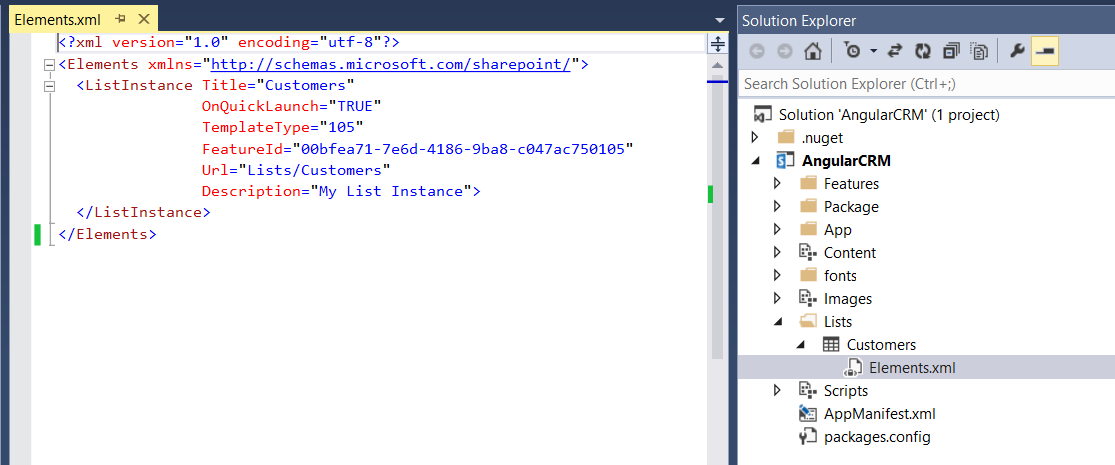 Elements.xml
<?xml version="1.0" encoding="utf-8"?>
<Elements xmlns="http://schemas.microsoft.com/sharepoint/">
<ListInstance Title="Customers"
OnQuickLaunch="TRUE"
TemplateType="105"
FeatureId="00bfea71-7e6d-4186-9ba8-c047ac750105"
Url="Lists/Customers"
Description="My List Instance">
</ListInstance>
</Elements>
Solution Explorer
Search Solution Explorer (Ctrl+;)
Solution 'AngularCRM' (1 project)
.nuget
AngularCRM
Features
Package
App
Content
fonts
Images
Lists
Customers
Elements.xml
Scripts
AppManifest.xml
packages.config